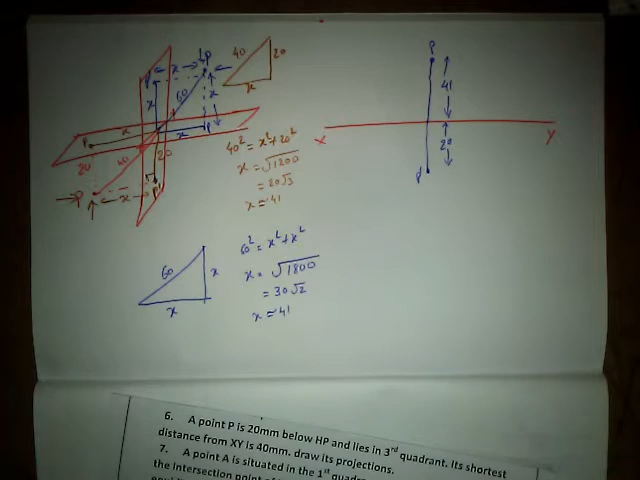 40
20
x
P
x
P
60
x
x
x
P
x
40
20
20
P
x
P
40² = x² + 20²
x = √1200
= 20√3
x ≈ 41
60
x
x
60² = x² + x²
x = √1800
= 30√2
x ≈ 41
P
41
X
Y
20
P'
6. A point P is 20mm below HP and lies in 3rd quadrant. Its shortest
distance from XY is 40mm. draw its projections.
7. A point A is situated in the 1st
the intersection point of